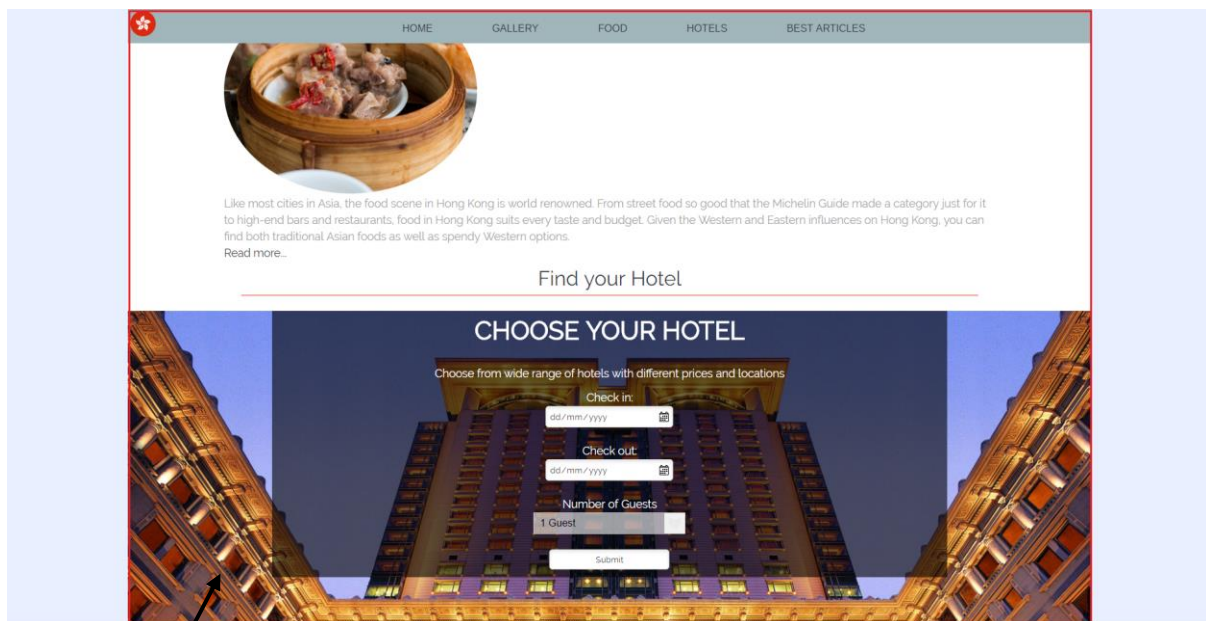 HOME GALLERY FOOD HOTELS BEST ARTICLES
Like most cities in Asia, the food scene in Hong Kong is world renowned. From street food so good that the Michelin Guide made a category just for it
to high-end bars and restaurants, food in Hong Kong suits every taste and budget. Given the Western and Eastern influences on Hong Kong, you can
find both traditional Asian foods as well as spendy Western options.
Read more...
Find your Hotel
CHOOSE YOUR HOTEL
Choose from wide range of hotels with different prices and locations
Check in:
dd/mm/yyyy
Check out:
dd/mm/yyyy
Number of Guests
1 Guest
Submit